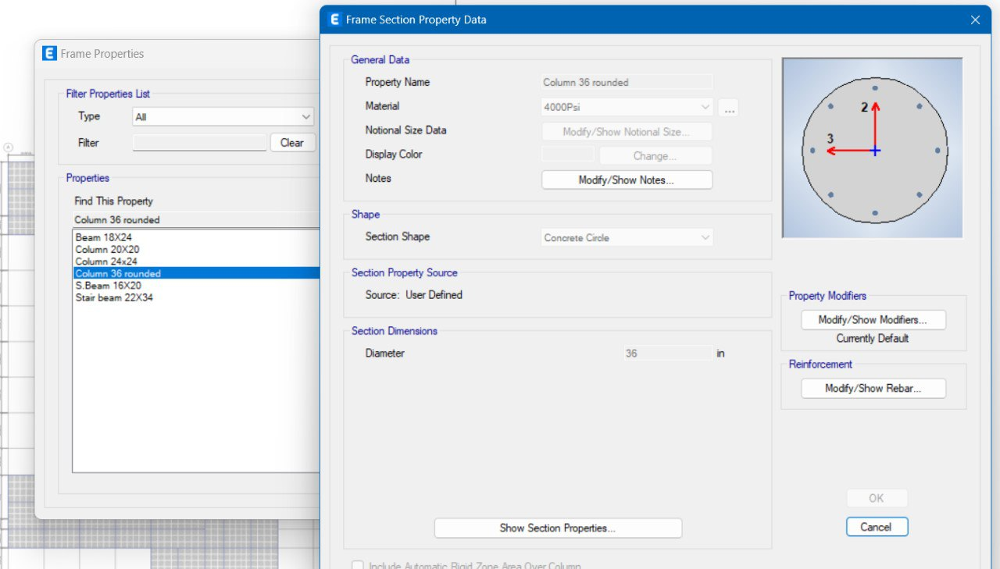 E Frame Properties
Filter Properties List
Type All
Filter Clear
Properties
Find This Property
Column 36 rounded
Beam 18X24
Column 20X20
Column 24x24
Column 36 rounded
S.Beam 16X20
Stair beam 22X34
E Frame Section Property Data
General Data
Property Name Column 36 rounded
Material 4000Psi ...
Notional Size Data Modify/Show Notional Size...
Display Color Change...
Notes Modify/Show Notes...
Shape
Section Shape Concrete Circle
Section Property Source
Source: User Defined
Section Dimensions
Diameter 36 in
Show Section Properties...
Include Automatic Rigid Zone Area Over Column
2
3
Property Modifiers
Modify/Show Modifiers...
Currently Default
Reinforcement
Modify/Show Rebar...
OK
Cancel